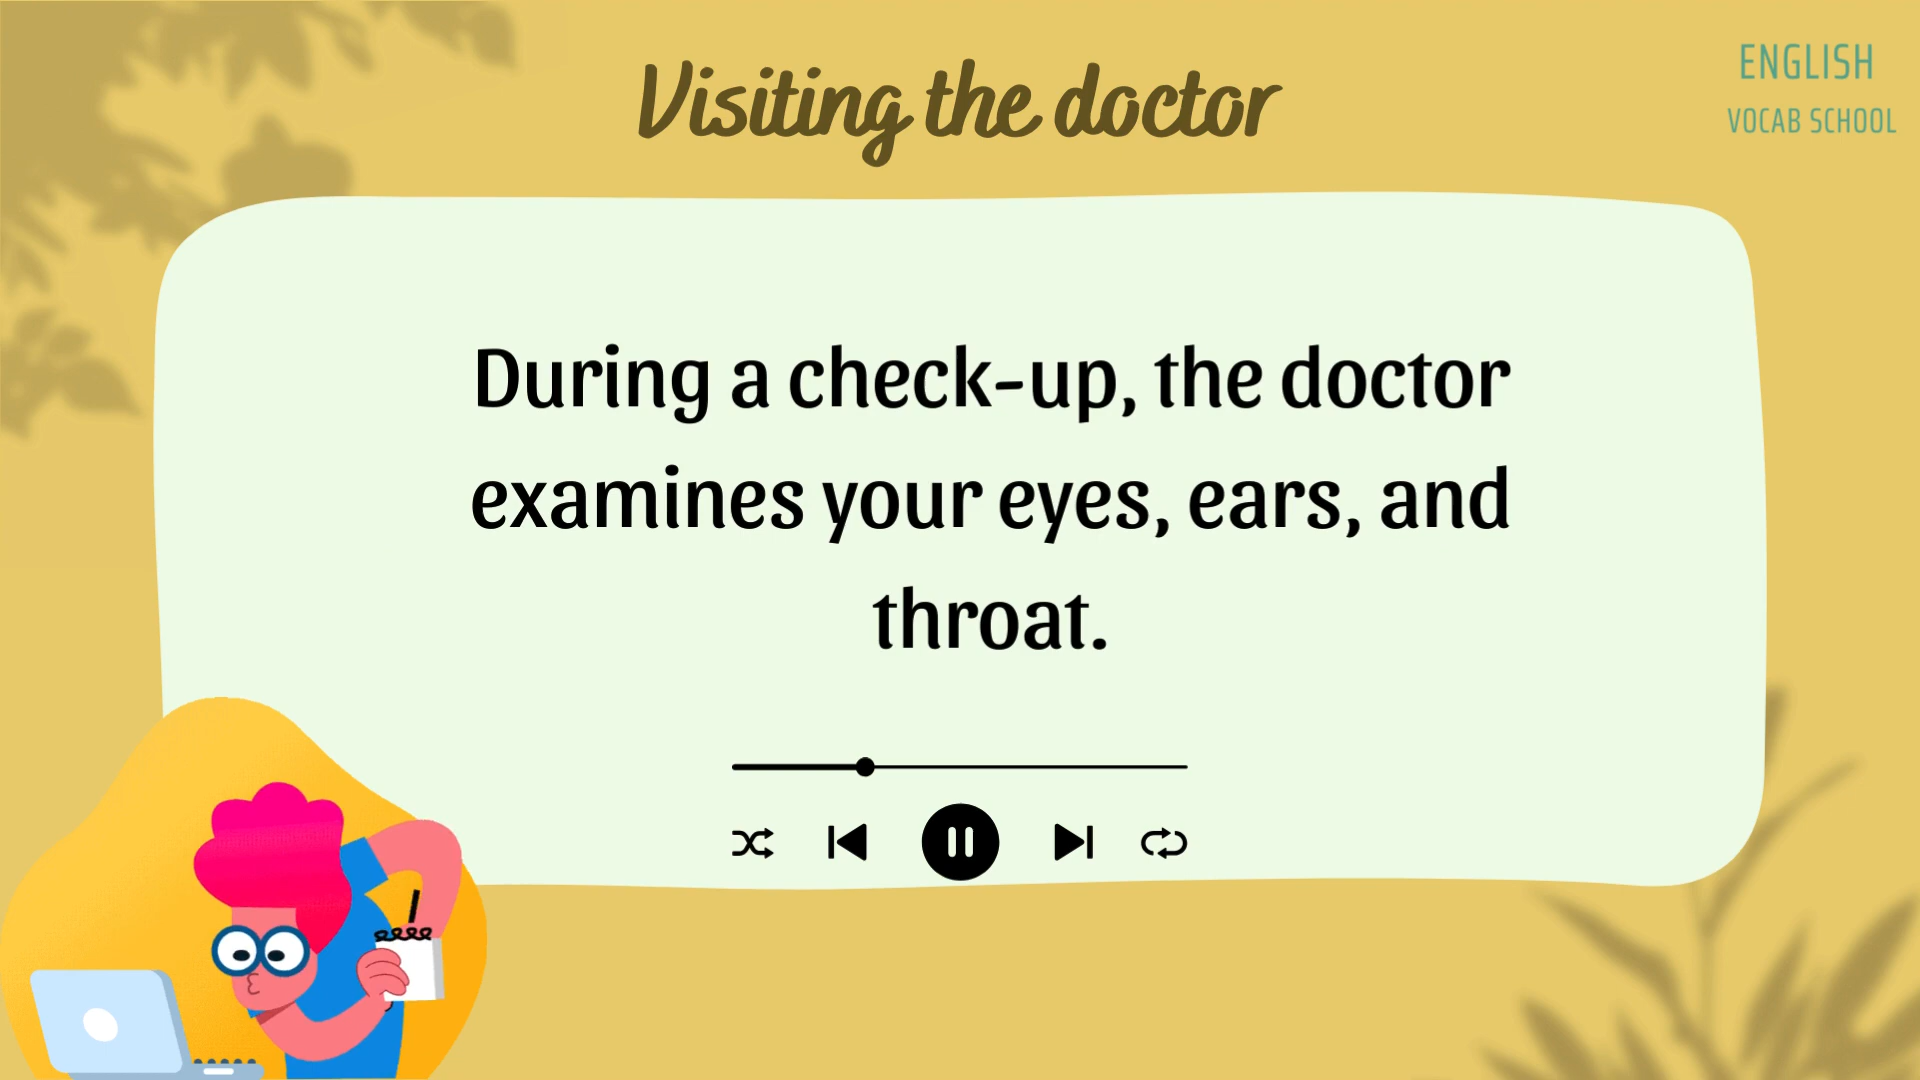 Visiting the doctor
ENGLISH
VOCAB SCHOOL
During a check-up, the doctor
examines your eyes, ears, and
throat.